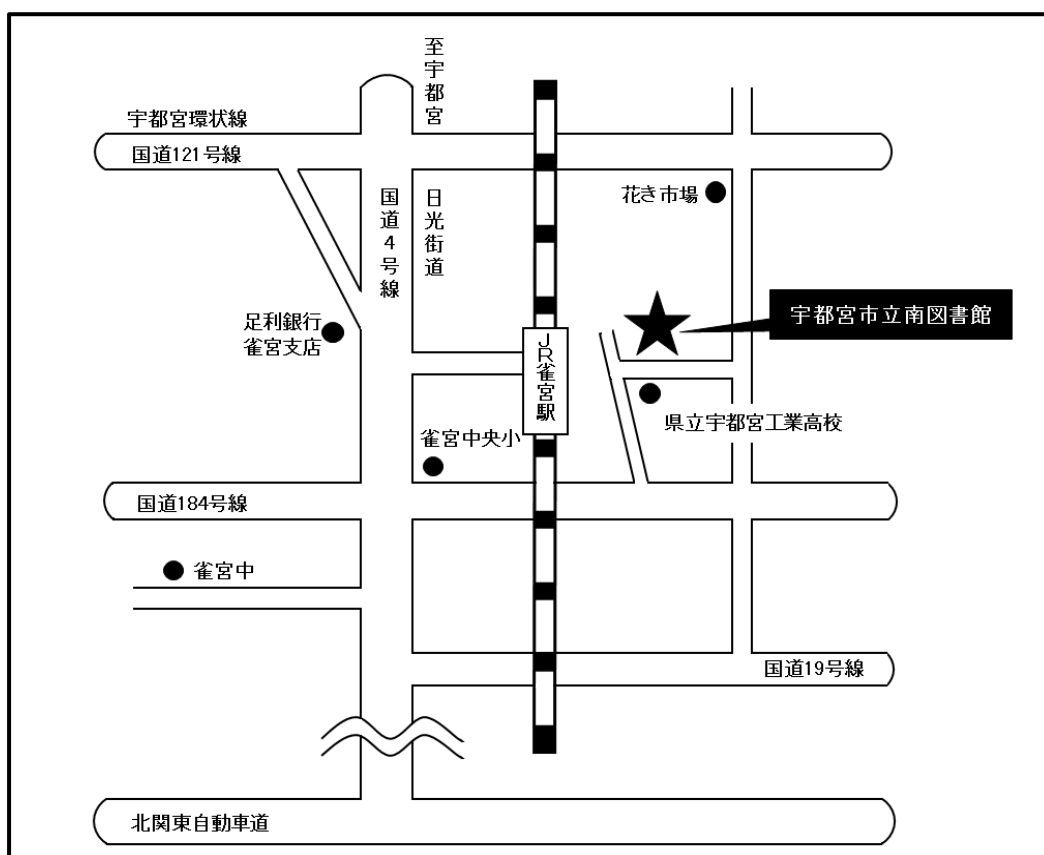 至宇都宮
宇都宮環状線
国道121号線
国道4号線
日光街道
花き市場
宇都宮市立南図書館
足利銀行
雀宮支店
JR雀宮駅
県立宇都宮工業高校
雀宮中央小
国道184号線
雀宮中
国道19号線
北関東自動車道